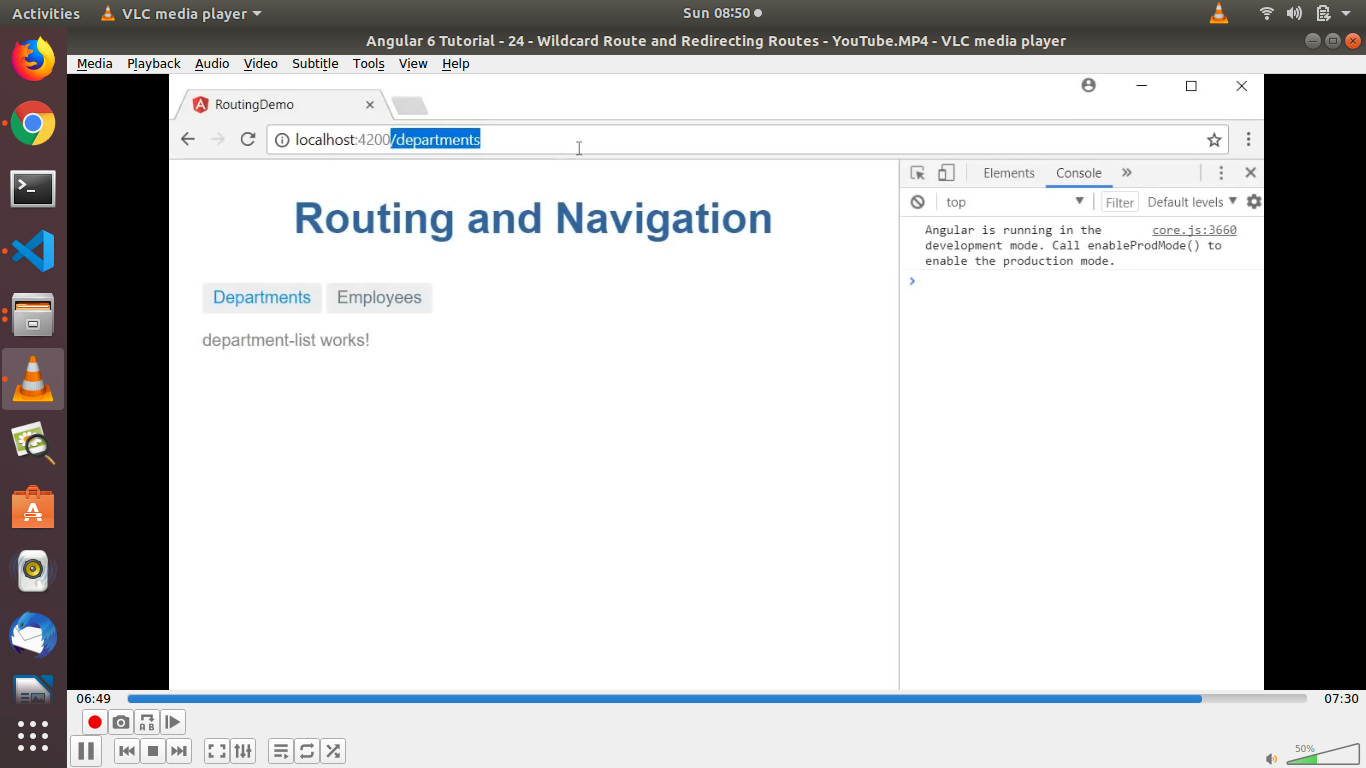 Activities VLC media player Sun 08:50
Angular 6 Tutorial - 24 - Wildcard Route and Redirecting Routes - YouTube.MP4 - VLC media player
Media Playback Audio Video Subtitle Tools View Help
RoutingDemo
localhost:4200/departments
Elements Console »
top Filter Default levels
Routing and Navigation
Angular is running in the core.js:3660
development mode. Call enableProdMode() to
enable the production mode.
Departments Employees
department-list works!
06:49 07:30
A B
50%